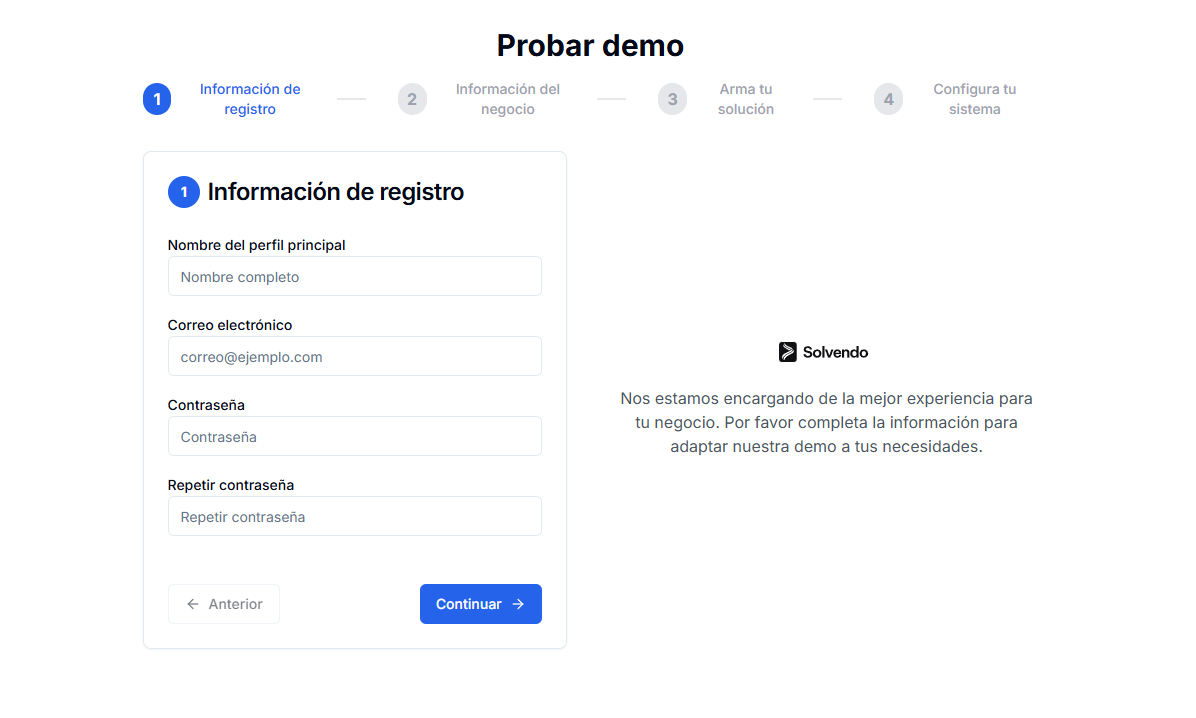 Probar demo
1
Información de
registro
2
Información del
negocio
3
Arma tu
solución
4
Configura tu
sistema
1 Información de registro
Nombre del perfil principal
Nombre completo
Correo electrónico
correo@ejemplo.com
Contraseña
Contraseña
Repetir contraseña
Repetir contraseña
Anterior
Continuar
Solvendo
Nos estamos encargando de la mejor experiencia para
tu negocio. Por favor completa la información para
adaptar nuestra demo a tus necesidades.